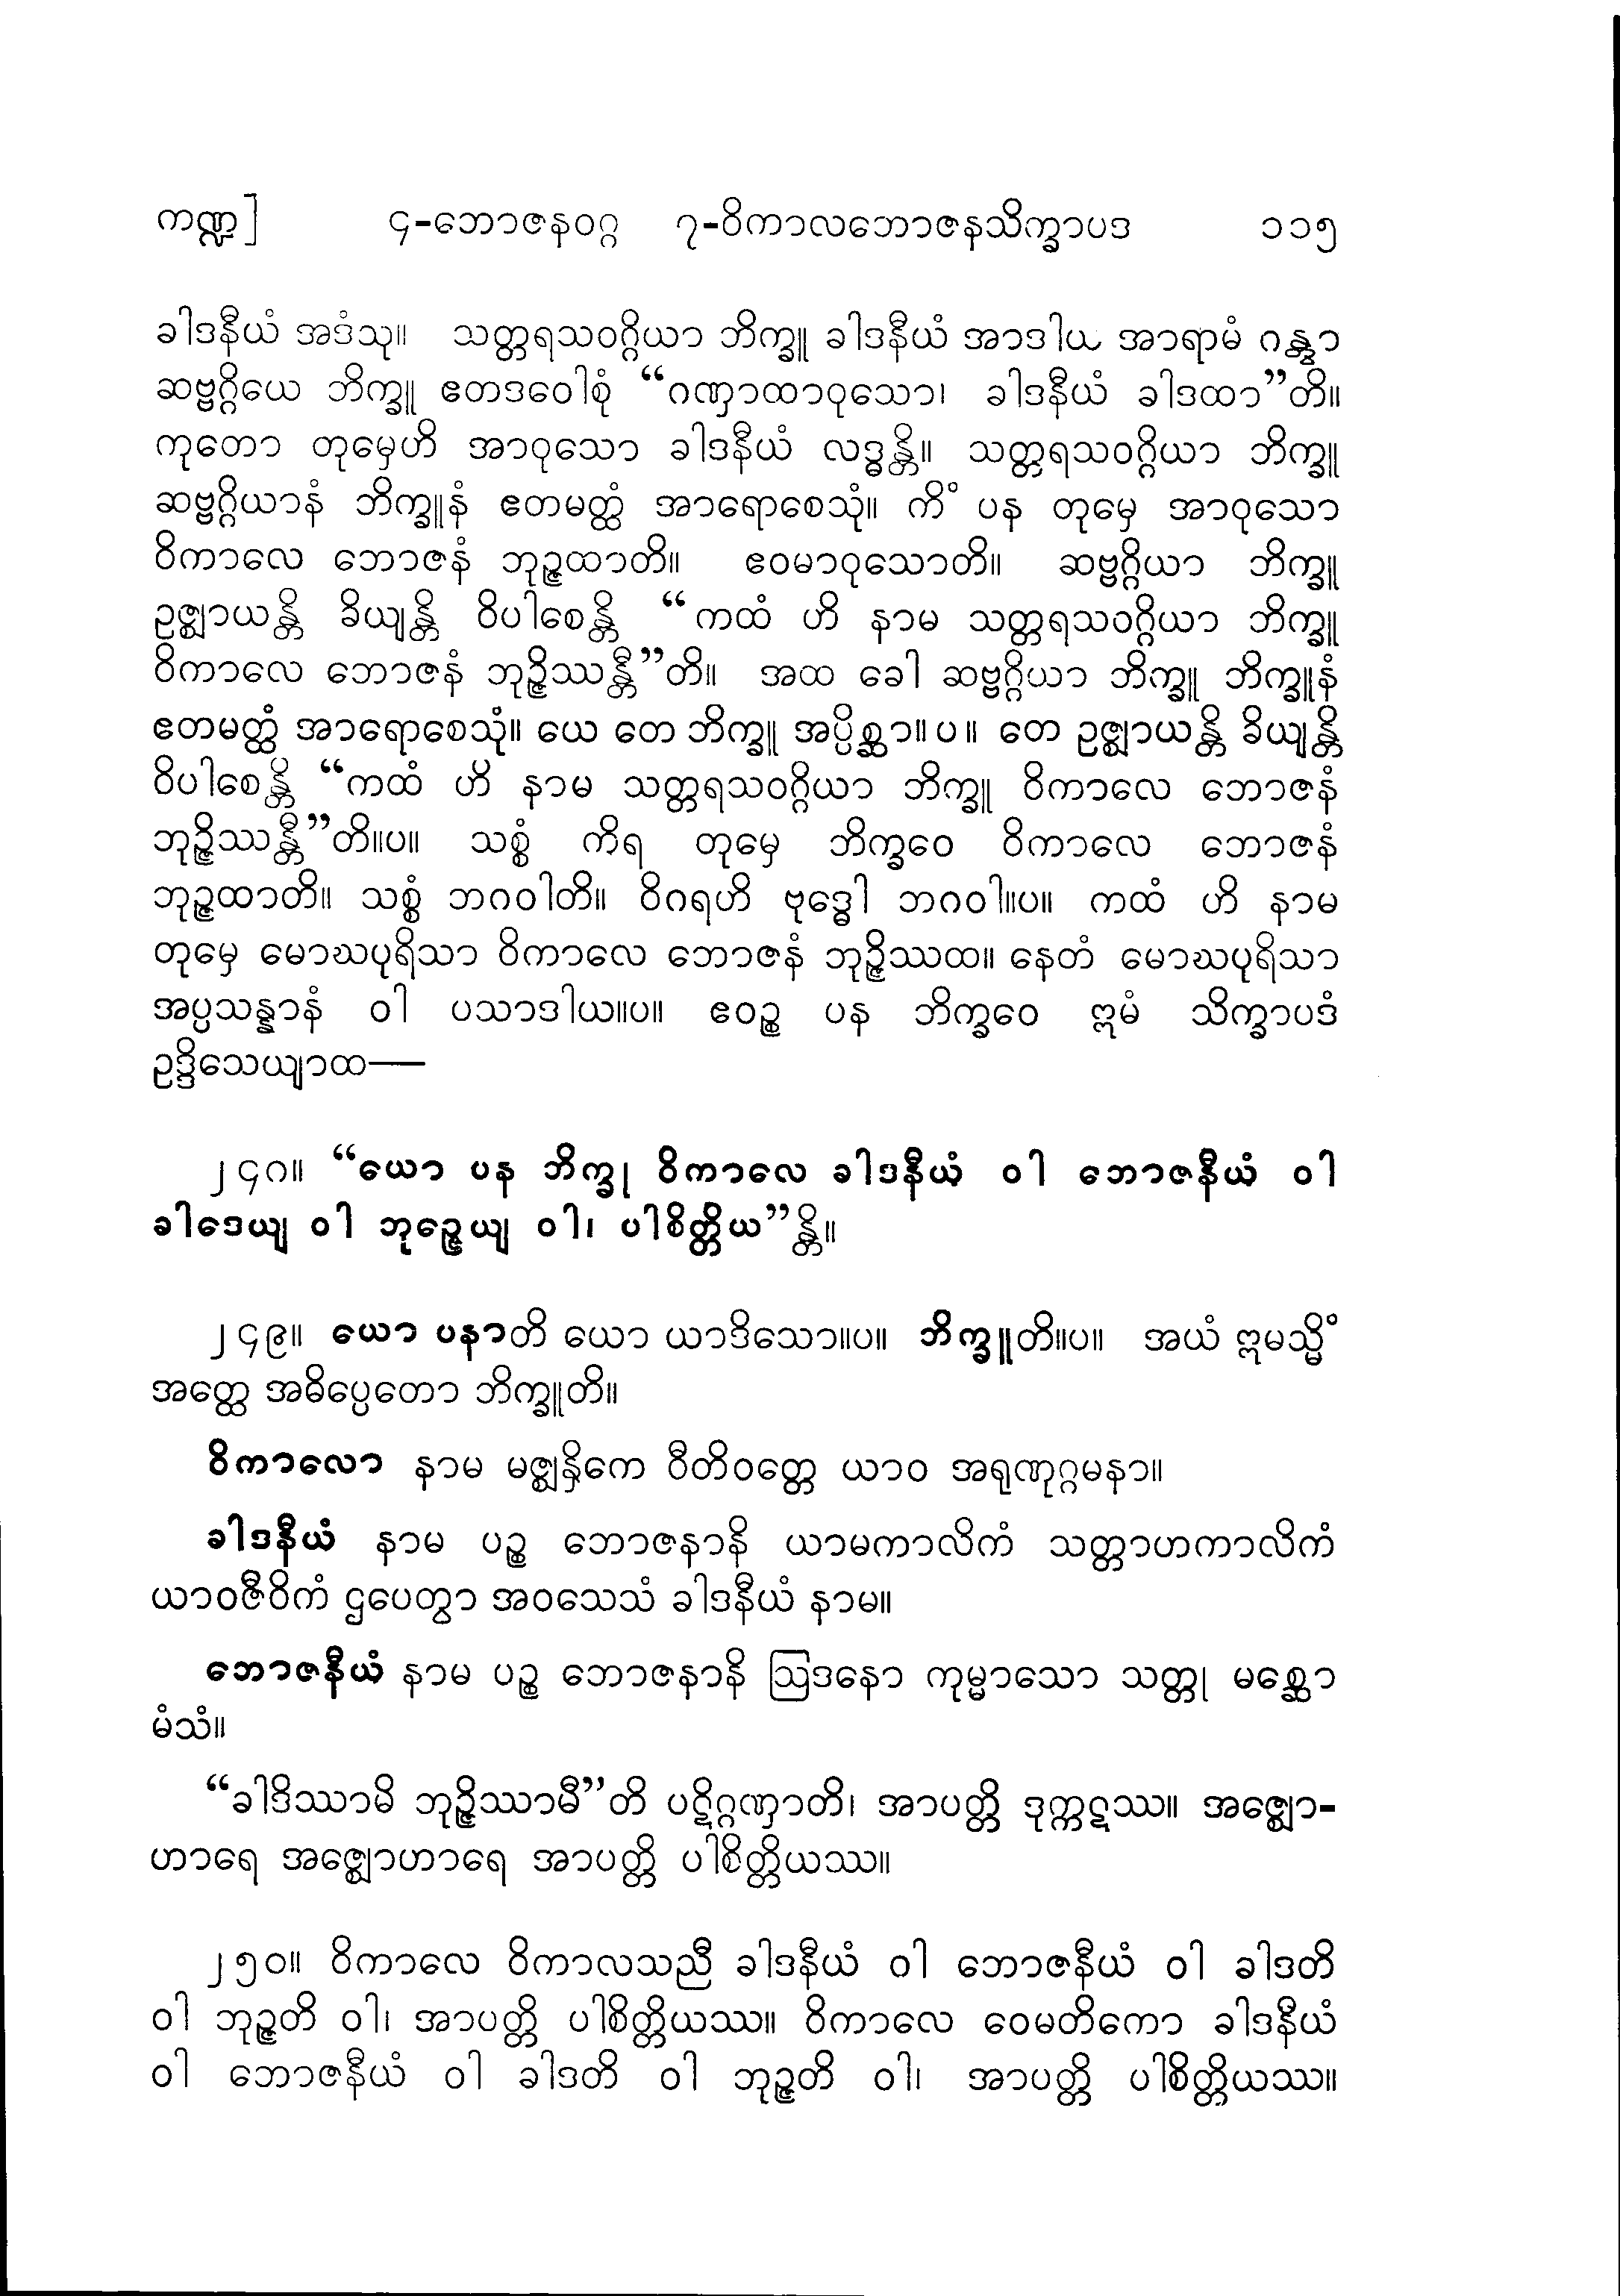 ကဏ္ဍ] ၄-ဘောဇနဝဂ္ဂ ၇-ဝိကာလဘောဇနသိက္ခာပဒ ၁၁၅
ခါဒနီယံ အဒံသု။ သတ္တရသဝဂ္ဂိယာ ဘိက္ခူ ခါဒနီယံ အာဒါယ အာရာမံ ဂန္တွာ
ဆဗ္ဗဂ္ဂိယေ ဘိက္ခူ ဧတဒဝေါစုံ “ဂဏှာထာဝုသော၊ ခါဒနီယံ ခါဒထာ”တိ။
ကုတော တုမှေဟိ အာဝုသော ခါဒနီယံ လဒ္ဓန္တိ။ သတ္တရသဝဂ္ဂိယာ ဘိက္ခူ
ဆဗ္ဗဂ္ဂိယာနံ ဘိက္ခူနံ ဧတမတ္ထံ အာရောစေသုံ။ ကိံ ပန တုမှေ အာဝုသော
ဝိကာလေ ဘောဇနံ ဘုဉ္ဇထာတိ။ ဧဝမာဝုသောတိ။ ဆဗ္ဗဂ္ဂိယာ ဘိက္ခူ
ဥဇ္ဈာယန္တိ ခိယျန္တိ ဝိပါစေန္တိ “ကထံ ဟိ နာမ သတ္တရသဝဂ္ဂိယာ ဘိက္ခူ
ဝိကာလေ ဘောဇနံ ဘုဉ္ဇိဿန္တီ”တိ။ အထ ခေါ ဆဗ္ဗဂ္ဂိယာ ဘိက္ခူ ဘိက္ခူနံ
ဧတမတ္ထံ အာရောစေသုံ။ ယေ တေ ဘိက္ခူ အပ္ပိစ္ဆာ။ပ။ တေ ဥဇ္ဈာယန္တိ ခိယျန္တိ
ဝိပါစေန္တိ “ကထံ ဟိ နာမ သတ္တရသဝဂ္ဂိယာ ဘိက္ခူ ဝိကာလေ ဘောဇနံ
ဘုဉ္ဇိဿန္တီ”တိ။ပ။ သစ္စံ ကိရ တုမှေ ဘိက္ခဝေ ဝိကာလေ ဘောဇနံ
ဘုဉ္ဇထာတိ။ သစ္စံ ဘဂဝါတိ။ ဝိဂရဟိ ဗုဒ္ဓေါ ဘဂဝါ။ပ။ ကထံ ဟိ နာမ
တုမှေ မောဃပုရိသာ ဝိကာလေ ဘောဇနံ ဘုဉ္ဇိဿထ။ နေတံ မောဃပုရိသာ
အပ္ပသန္နာနံ ဝါ ပသာဒါယ။ပ။ ဧဝဉ္စ ပန ဘိက္ခဝေ ဣမံ သိက္ခာပဒံ
ဥဒ္ဒိသေယျာထ—
၂၄၈။ “ယော ပန ဘိက္ခု ဝိကာလေ ခါဒနီယံ ဝါ ဘောဇနီယံ ဝါ
ခါဒေယျ ဝါ ဘုဉ္ဇေယျ ဝါ၊ ပါစိတ္တိယ”န္တိ။
၂၄၉။ ယော ပနာတိ ယော ယာဒိသော။ပ။ ဘိက္ခူတိ။ပ။ အယံ ဣမသ္မိံ
အတ္ထေ အဓိပ္ပေတော ဘိက္ခူတိ။
ဝိကာလော နာမ မဇ္ဈန္ှိကေ ဝီတိဝတ္တေ ယာဝ အရုဏုဂ္ဂမနာ။
ခါဒနီယံ နာမ ပဉ္စ ဘောဇနာနိ ယာမကာလိကံ သတ္တာဟကာလိကံ
ယာဝဇီဝိကံ ဌပေတွာ အဝသေသံ ခါဒနီယံ နာမ။
ဘောဇနီယံ နာမ ပဉ္စ ဘောဇနာနိ ဩဒနော ကုမ္မာသော သတ္တု မစ္ဆော
မံသံ။
“ခါဒိဿာမိ ဘုဉ္ဇိဿာမီ”တိ ပဋိဂ္ဂဏှာတိ၊ အာပတ္တိ ဒုက္ကဋဿ။ အဇ္ဈော-
ဟာရေ အဇ္ဈောဟာရေ အာပတ္တိ ပါစိတ္တိယဿ။
၂၅၀။ ဝိကာလေ ဝိကာလသညီ ခါဒနီယံ ဝါ ဘောဇနီယံ ဝါ ခါဒတိ
ဝါ ဘုဉ္ဇတိ ဝါ၊ အာပတ္တိ ပါစိတ္တိယဿ။ ဝိကာလေ ဝေမတိကော ခါဒနီယံ
ဝါ ဘောဇနီယံ ဝါ ခါဒတိ ဝါ ဘုဉ္ဇတိ ဝါ၊ အာပတ္တိ ပါစိတ္တိယဿ။